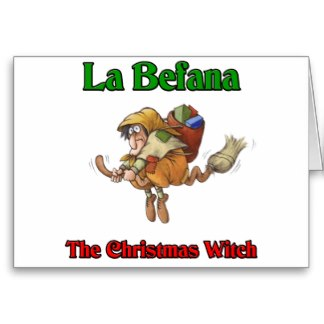 La Befana
The Christmas Witch